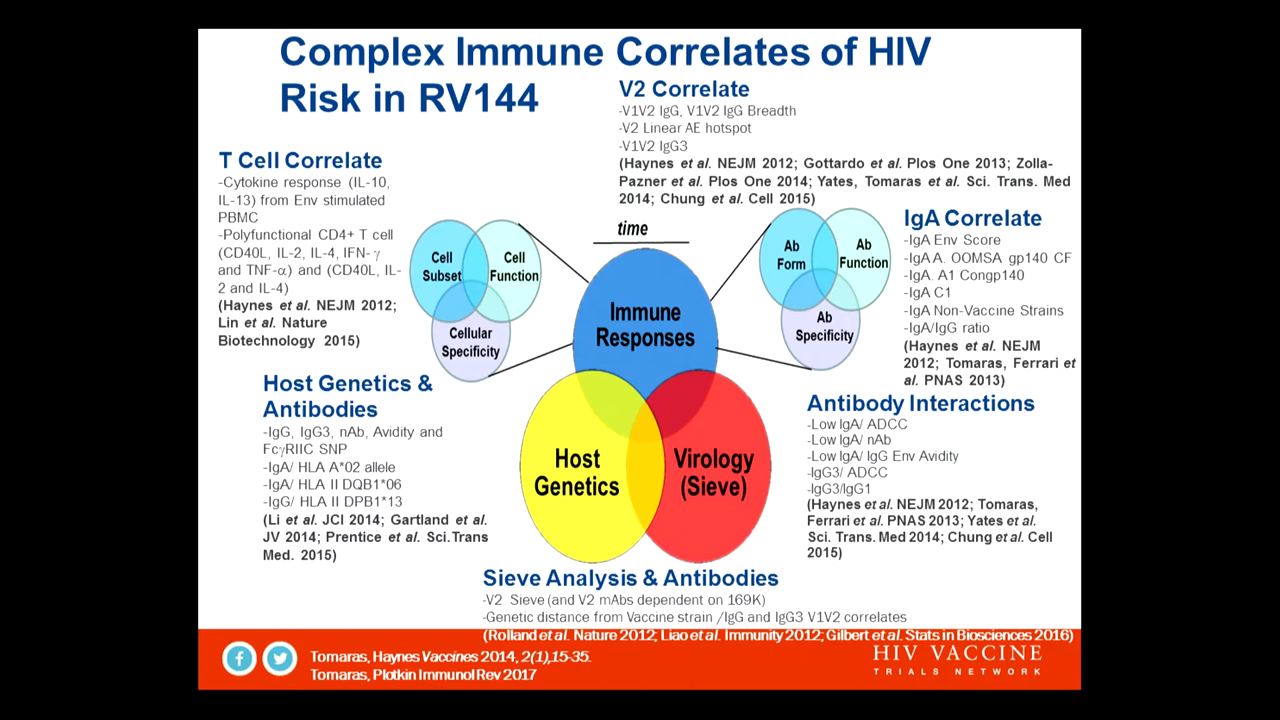 Complex Immune Correlates of HIV
Risk in RV144
V2 Correlate
-V1V2 IgG, V1V2 IgG Breadth
-V2 Linear AE hotspot
-V1V2 IgG3
(Haynes et al. NEJM 2012; Gottardo et al. Plos One 2013; Zolla-
Pazner et al. Plos One 2014; Yates, Tomaras et al. Sci. Trans. Med
2014; Chung et al. Cell 2015)
T Cell Correlate
-Cytokine response (IL-10,
IL-13) from Env stimulated
PBMC
-Polyfunctional CD4+ T cell
(CD40L, IL-2, IL-4, IFN-γ
and TNF-α) and (CD40L, IL-
2 and IL-4)
(Haynes et al. NEJM 2012;
Lin et al. Nature
Biotechnology 2015)
Cell
Subset
Cell
Function
Cellular
Specificity
time
Immune
Responses
Host
Genetics
Virology
(Sieve)
Ab
Form
Ab
Function
Ab
Specificity
IgA Correlate
-IgA Env Score
-IgA A. OOMSA gp140 CF
-IgA. A1 Congp140
-IgA C1
-IgA Non-Vaccine Strains
-IgA/IgG ratio
(Haynes et al. NEJM
2012; Tomaras, Ferrari et
al. PNAS 2013)
Host Genetics &
Antibodies
-IgG, IgG3, nAb, Avidity and
FcγRIIC SNP
-IgA/ HLA A*02 allele
-IgA/ HLA II DQB1*06
-IgG/ HLA II DPB1*13
(Li et al. JCI 2014; Gartland et al.
JV 2014; Prentice et al. Sci.Trans
Med. 2015)
Antibody Interactions
-Low IgA/ ADCC
-Low IgA/ nAb
-Low IgA/ IgG Env Avidity
-IgG3/ ADCC
-IgG3/IgG1
(Haynes et al. NEJM 2012; Tomaras,
Ferrari et al. PNAS 2013; Yates et al.
Sci. Trans. Med 2014; Chung et al. Cell
2015)
Sieve Analysis & Antibodies
-V2 Sieve (and V2 mAbs dependent on 169K)
-Genetic distance from Vaccine strain /IgG and IgG3 V1V2 correlates
(Rolland et al. Nature 2012; Liao et al. Immunity 2012; Gilbert et al. Stats in Biosciences 2016)
Tomaras, Haynes Vaccines 2014, 2(1),15-35.
Tomaras, Plotkin Immunol Rev 2017
HIV VACCINE
TRIALS NETWORK